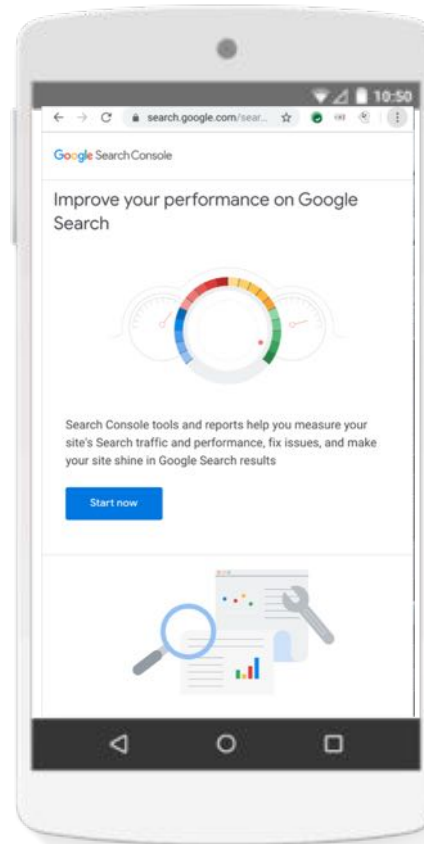 10:50
search.google.com/sear...
Google Search Console
Improve your performance on Google
Search
Search Console tools and reports help you measure your
site's Search traffic and performance, fix issues, and make
your site shine in Google Search results
Start now